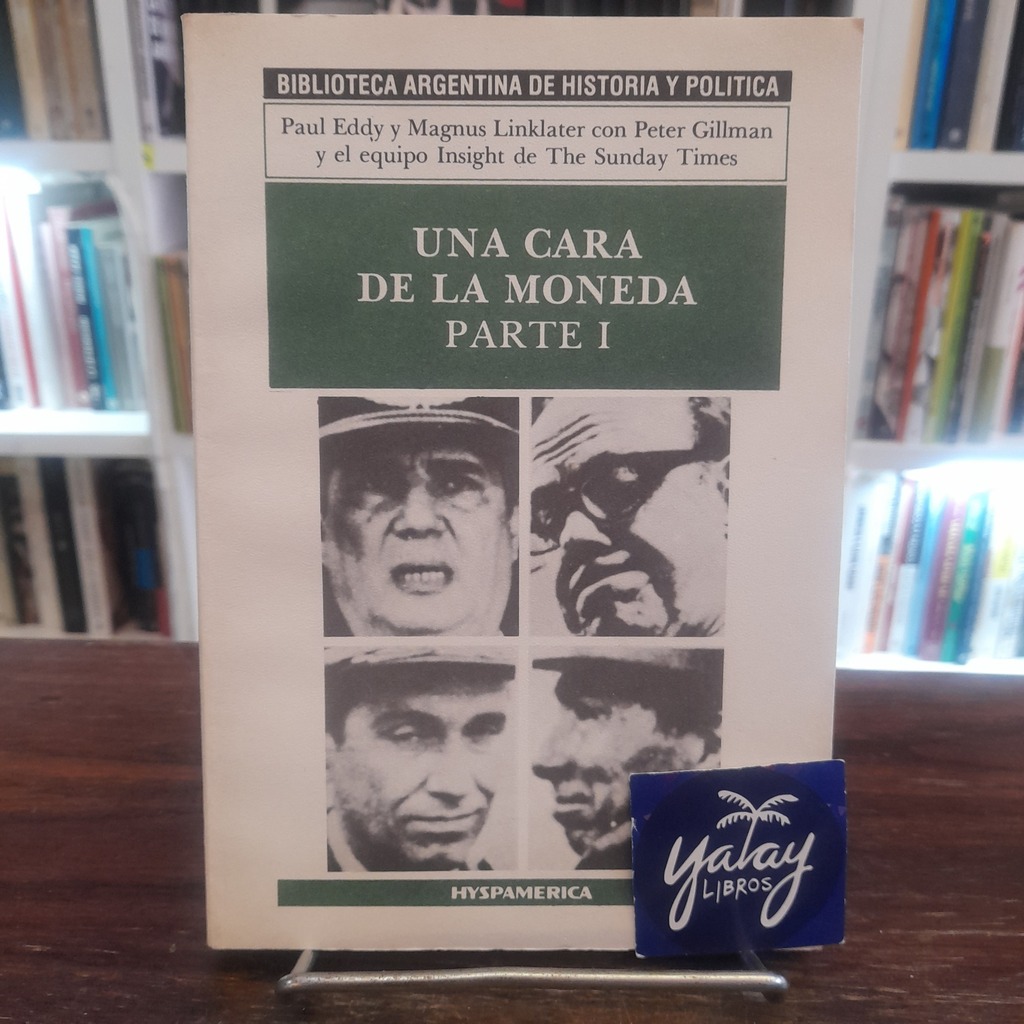 BIBLIOTECA ARGENTINA DE HISTORIA Y POLITICA
Paul Eddy y Magnus Linklater con Peter Gillman
y el equipo Insight de The Sunday Times
UNA CARA
DE LA MONEDA
PARTE I
HYSPAMERICA
yatay
LIBROS